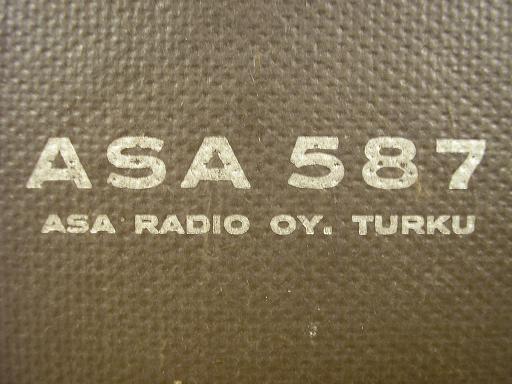 ASA 587
ASA RADIO OY. TURKU